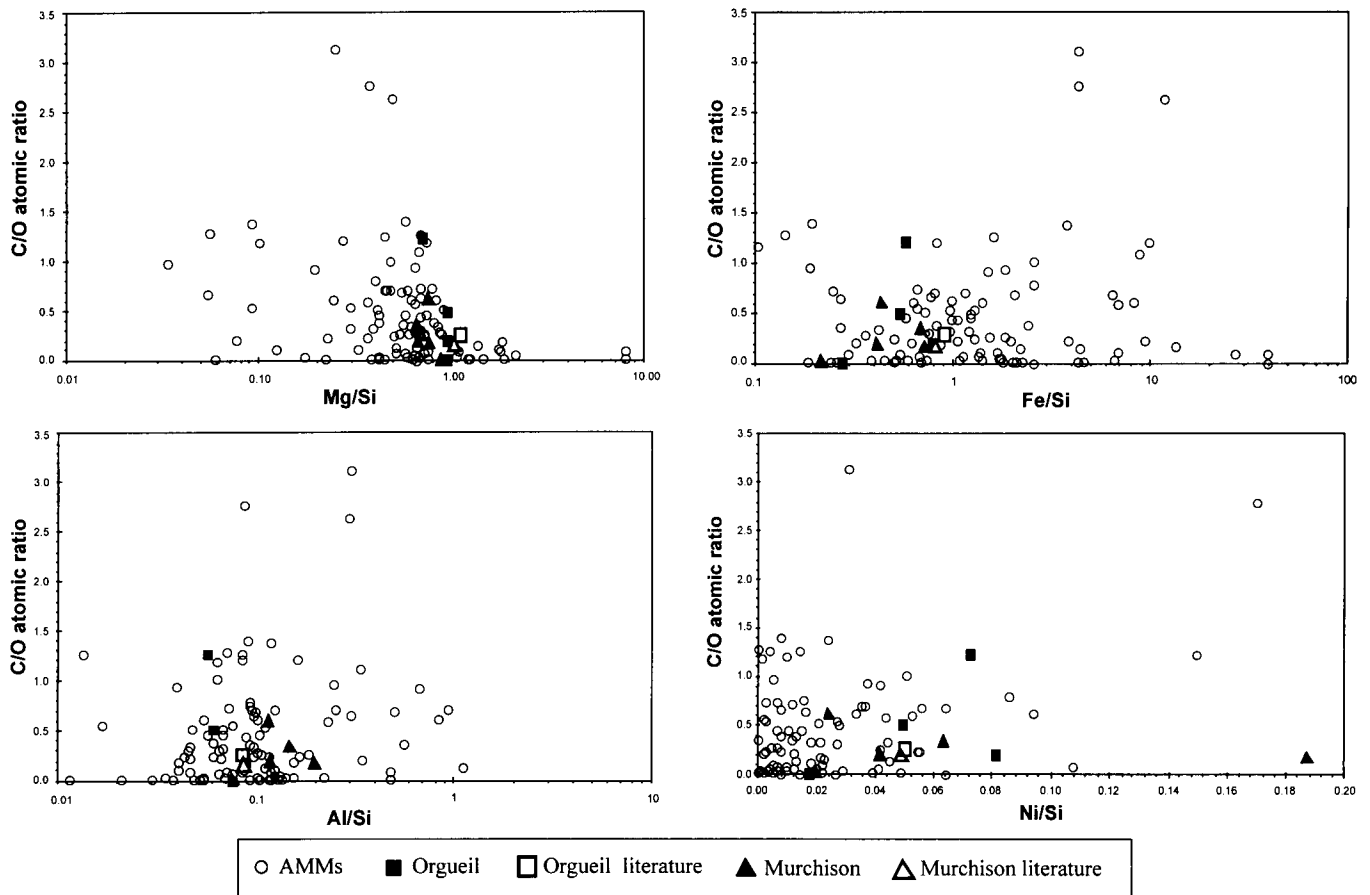 3.5
3.0
2.5
2.0
1.5
1.0
0.5
0.0
C/O atomic ratio
0.01 0.10 1.00 10 00
Mg/Si
3.5
3.0
2.5
2.0
1.5
1.0
0.5
0.0
C/O atomic ratio
0.1 1 10 100
Fe/Si
3.5
3.0
2.5
2.0
1.5
1.0
0.5
0.0
C/O atomic ratio
0.01 0.1 1 10
Al/Si
3.5
3.0
2.5
2.0
1.5
1.0
0.5
0.0
C/O atomic ratio
0.00 0.02 0.04 0.06 0.08 0.10 0.12 0.14 0.16 0.18 0.20
Ni/Si
AMMs Orgueil Orgueil literature Murchison Murchison literature